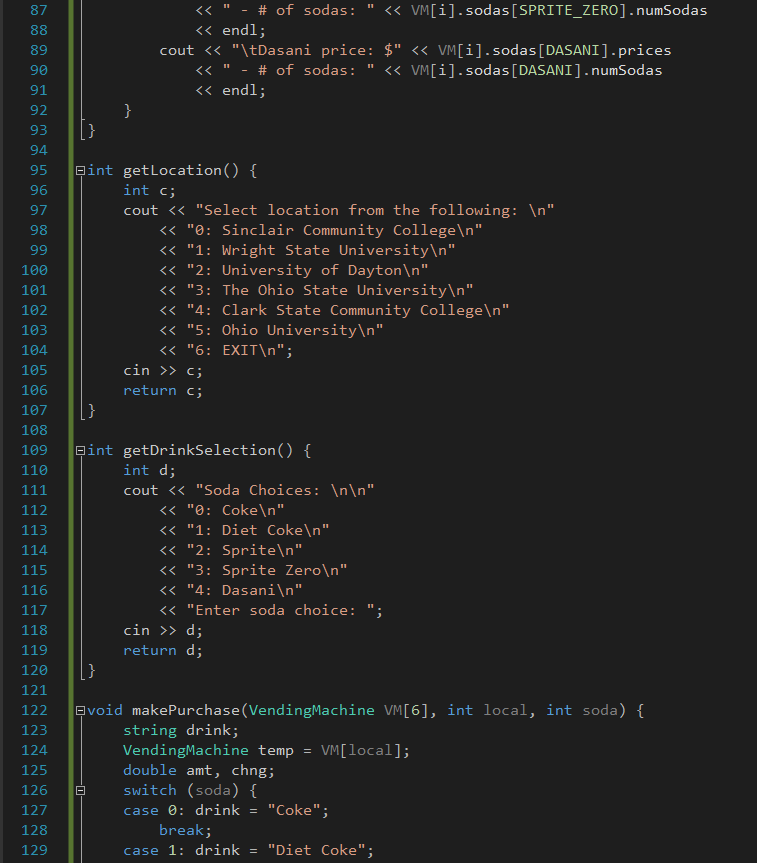 87 << " - # of sodas: " << VM[i].sodas[SPRITE_ZERO].numSodas
88 << endl;
89 cout << "\tDasani price: $" << VM[i].sodas[DASANI].prices
90 << " - # of sodas: " << VM[i].sodas[DASANI].numSodas
91 << endl;
92 }
93 }
94
95 int getLocation() {
96 int c;
97 cout << "Select location from the following: \n"
98 << "0: Sinclair Community College\n"
99 << "1: Wright State University\n"
100 << "2: University of Dayton\n"
101 << "3: The Ohio State University\n"
102 << "4: Clark State Community College\n"
103 << "5: Ohio University\n"
104 << "6: EXIT\n";
105 cin >> c;
106 return c;
107 }
108
109 int getDrinkSelection() {
110 int d;
111 cout << "Soda Choices: \n\n"
112 << "0: Coke\n"
113 << "1: Diet Coke\n"
114 << "2: Sprite\n"
115 << "3: Sprite Zero\n"
116 << "4: Dasani\n"
117 << "Enter soda choice: ";
118 cin >> d;
119 return d;
120 }
121
122 void makePurchase(VendingMachine VM[6], int local, int soda) {
123 string drink;
124 VendingMachine temp = VM[local];
125 double amt, chng;
126 switch (soda) {
127 case 0: drink = "Coke";
128 break;
129 case 1: drink = "Diet Coke";